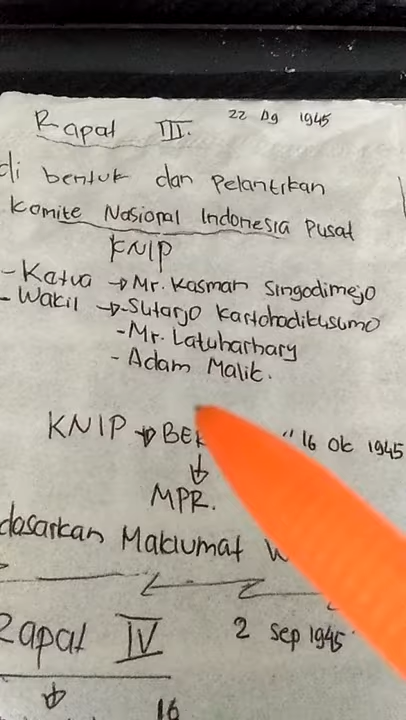 Rapat III. 22 Ag 1945
di bentuk dan Pelantikan
Komite Nasional Indonesia Pusat
KNIP
- Ketua → Mr. Kasman Singodimejo
- Wakil → - Sutarjo Kartohadikusumo
- Mr. Latuharhary
- Adam Malik.
KNIP → " 16 Ok 1945
↓
MPR.
dasarkan Maklumat
Rapat IV 2 Sep 1945
↓
16